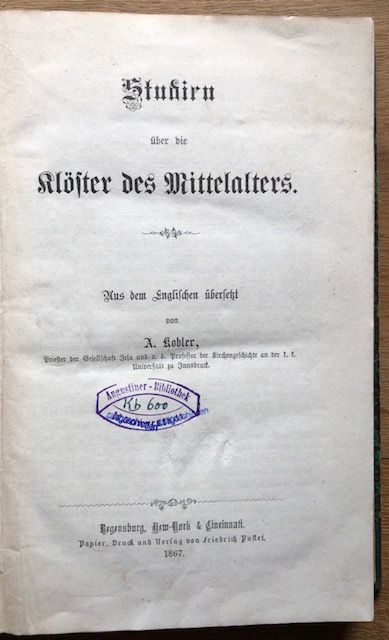 Studien
über die
Klöster des Mittelalters.
Aus dem Englischen übersetzt
von
A. Kobler,
Priester der Gesellschaft Jesu und o. ö. Professor der Kirchengeschichte an der k. k.
Universität zu Innsbruck.
Augustiner-Bibliothek
Kb 600
Regensburg, New-York & Cincinnati.
Papier, Druck und Verlag von Friedrich Pustet.
1867.